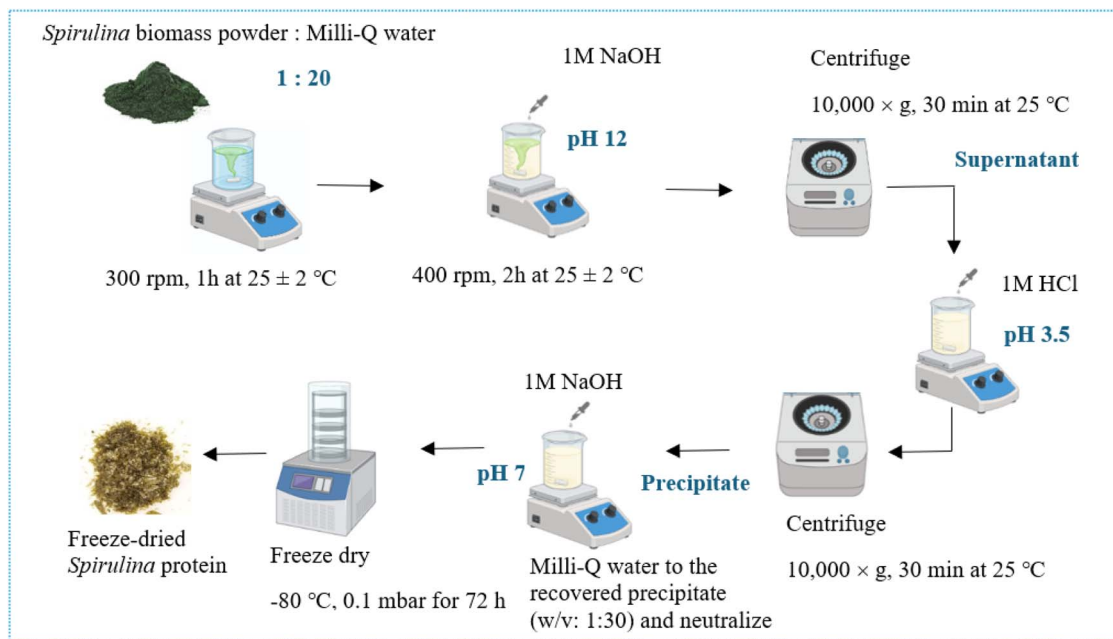 Spirulina biomass powder : Milli-Q water
1 : 20
300 rpm, 1h at 25 ± 2 °C
1M NaOH
pH 12
400 rpm, 2h at 25 ± 2 °C
Centrifuge
10,000 × g, 30 min at 25 °C
Supernatant
1M HCl
pH 3.5
Centrifuge
10,000 × g, 30 min at 25 °C
Precipitate
1M NaOH
pH 7
Milli-Q water to the
recovered precipitate
(w/v: 1:30) and neutralize
Freeze dry
-80 °C, 0.1 mbar for 72 h
Freeze-dried
Spirulina protein